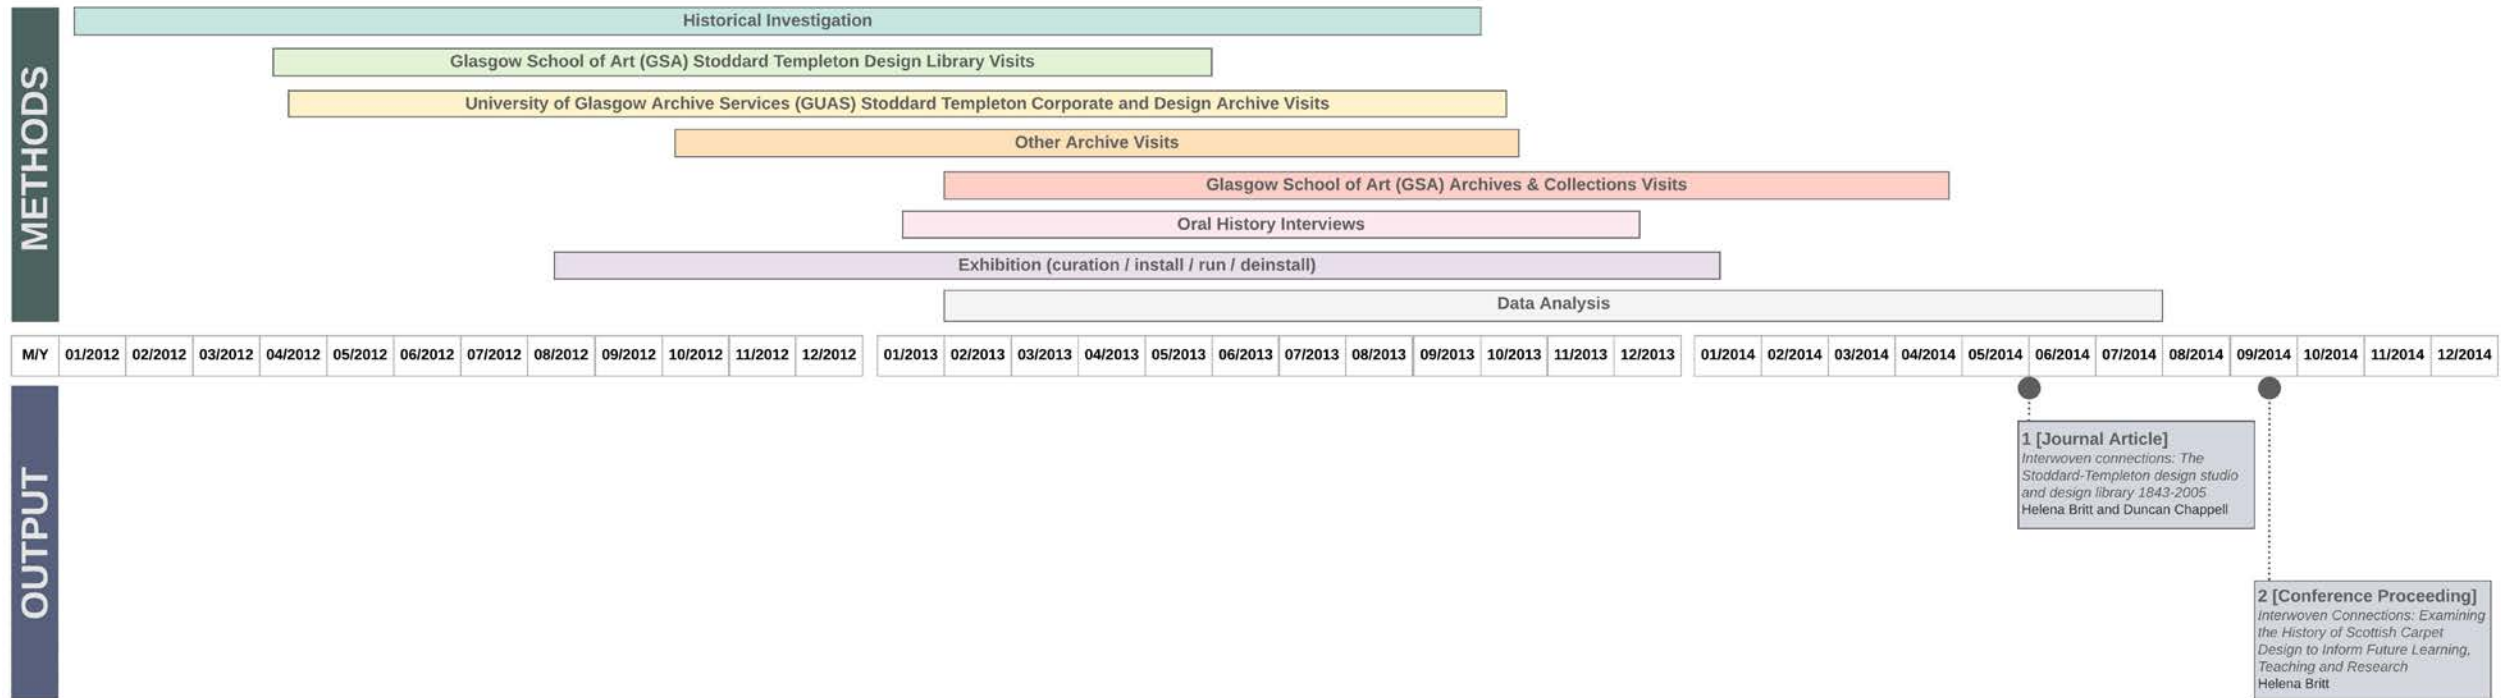 METHODS
Historical Investigation
Glasgow School of Art (GSA) Stoddard Templeton Design Library Visits
University of Glasgow Archive Services (GUAS) Stoddard Templeton Corporate and Design Archive Visits
Other Archive Visits
Glasgow School of Art (GSA) Archives & Collections Visits
Oral History Interviews
Exhibition (curation / install / run / deinstall)
Data Analysis
M/Y 01/2012 02/2012 03/2012 04/2012 05/2012 06/2012 07/2012 08/2012 09/2012 10/2012 11/2012 12/2012 01/2013 02/2013 03/2013 04/2013 05/2013 06/2013 07/2013 08/2013 09/2013 10/2013 11/2013 12/2013 01/2014 02/2014 03/2014 04/2014 05/2014 06/2014 07/2014 08/2014 09/2014 10/2014 11/2014 12/2014
OUTPUT
1 [Journal Article]
Interwoven connections: The
Stoddard-Templeton design studio
and design library 1843-2005
Helena Britt and Duncan Chappell
2 [Conference Proceeding]
Interwoven Connections: Examining
the History of Scottish Carpet
Design to Inform Future Learning,
Teaching and Research
Helena Britt